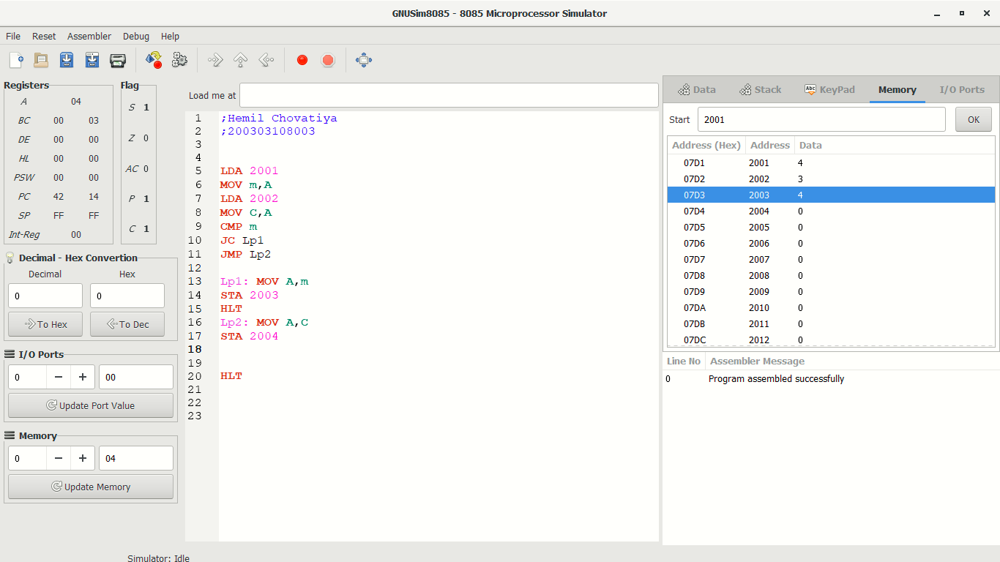 GNUSim8085 - 8085 Microprocessor Simulator
File Reset Assembler Debug Help
Registers
A 04
BC 00 03
DE 00 00
HL 00 00
PSW 00 00
PC 42 14
SP FF FF
Int-Reg 00
Flag
S 1
Z 0
AC 0
P 1
C 1
Decimal - Hex Convertion
Decimal Hex
0 0
To Hex To Dec
I/O Ports
0 − + 00
Update Port Value
Memory
0 − + 04
Update Memory
Load me at
1 ;Hemil Chovatiya
2 ;200303108003
3
4
5 LDA 2001
6 MOV m,A
7 LDA 2002
8 MOV C,A
9 CMP m
10 JC Lp1
11 JMP Lp2
12
13 Lp1: MOV A,m
14 STA 2003
15 HLT
16 Lp2: MOV A,C
17 STA 2004
18
19
20 HLT
21
22
23
Data Stack Abc KeyPad Memory I/O Ports
Start 2001 OK
Address (Hex) Address Data
07D1 2001 4
07D2 2002 3
07D3 2003 4
07D4 2004 0
07D5 2005 0
07D6 2006 0
07D7 2007 0
07D8 2008 0
07D9 2009 0
07DA 2010 0
07DB 2011 0
07DC 2012 0
Line No Assembler Message
0 Program assembled successfully
Simulator: Idle